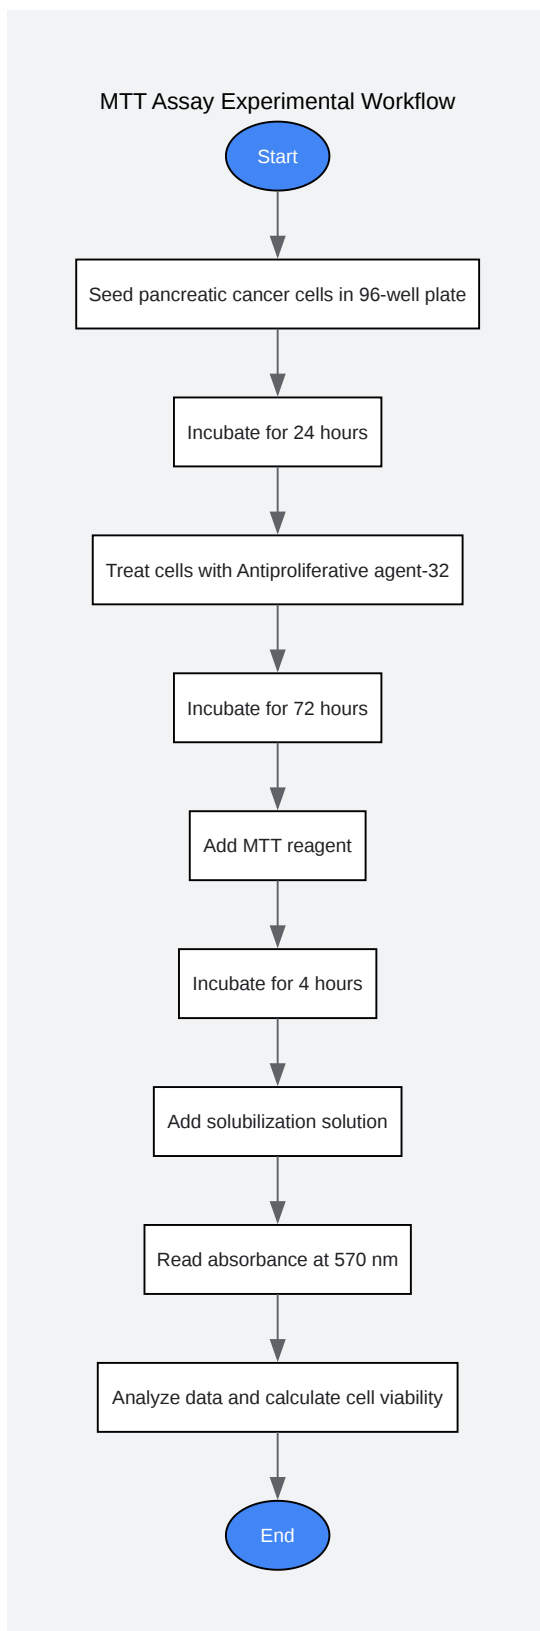 MTT Assay Experimental Workflow
Start
Seed pancreatic cancer cells in 96-well plate
Incubate for 24 hours
Treat cells with Antiproliferative agent-32
Incubate for 72 hours
Add MTT reagent
Incubate for 4 hours
Add solubilization solution
Read absorbance at 570 nm
Analyze data and calculate cell viability
End